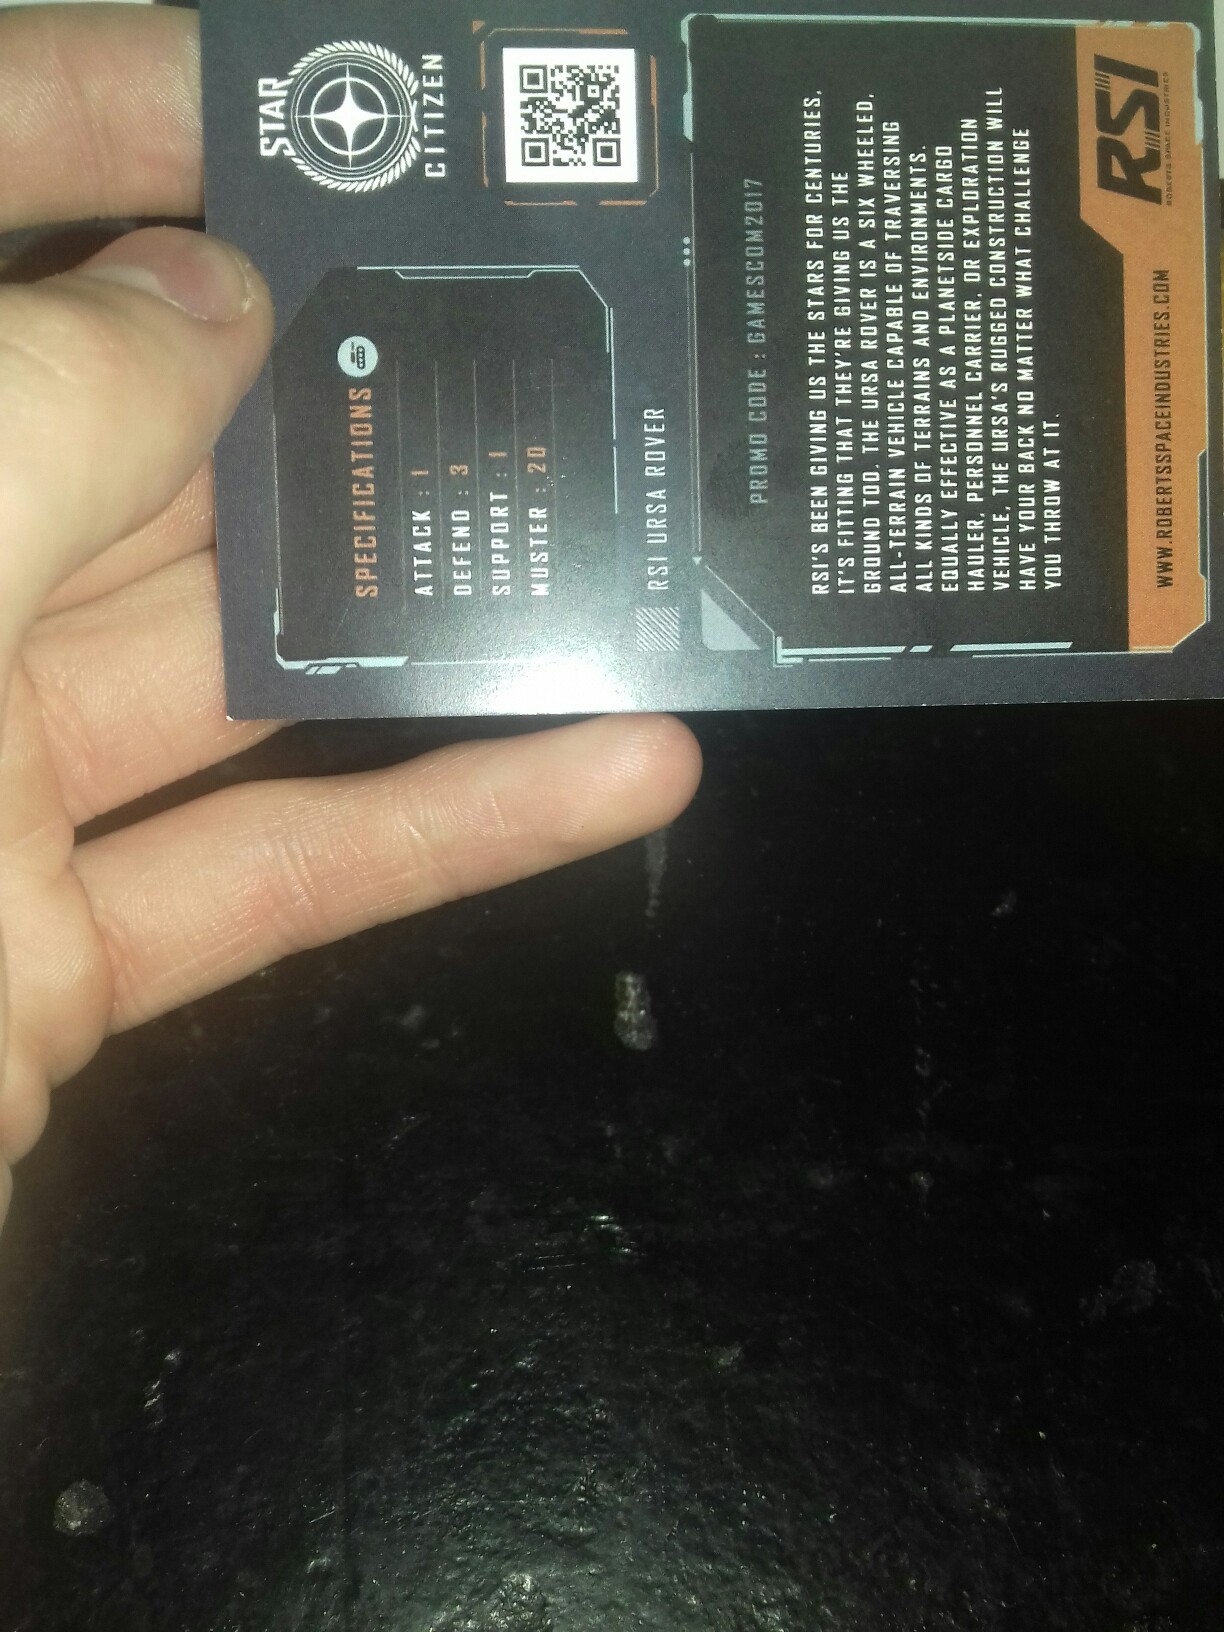 STAR
CITIZEN
SPECIFICATIONS
ATTACK : 1
DEFEND : 3
SUPPORT : 1
MUSTER : 20
RSI URSA ROVER
PROMO CODE : GAMESCOM2017
RSI'S BEEN GIVING US THE STARS FOR CENTURIES,
IT'S FITTING THAT THEY'RE GIVING US THE
GROUND TOO. THE URSA ROVER IS A SIX WHEELED,
ALL-TERRAIN VEHICLE CAPABLE OF TRAVERSING
ALL KINDS OF TERRAINS AND ENVIRONMENTS.
EQUALLY EFFECTIVE AS A PLANETSIDE CARGO
HAULER, PERSONNEL CARRIER, OR EXPLORATION
VEHICLE, THE URSA'S RUGGED CONSTRUCTION WILL
HAVE YOUR BACK NO MATTER WHAT CHALLENGE
YOU THROW AT IT.
WWW.ROBERTSSPACEINDUSTRIES.COM
RSI
ROBERTS SPACE INDUSTRIES